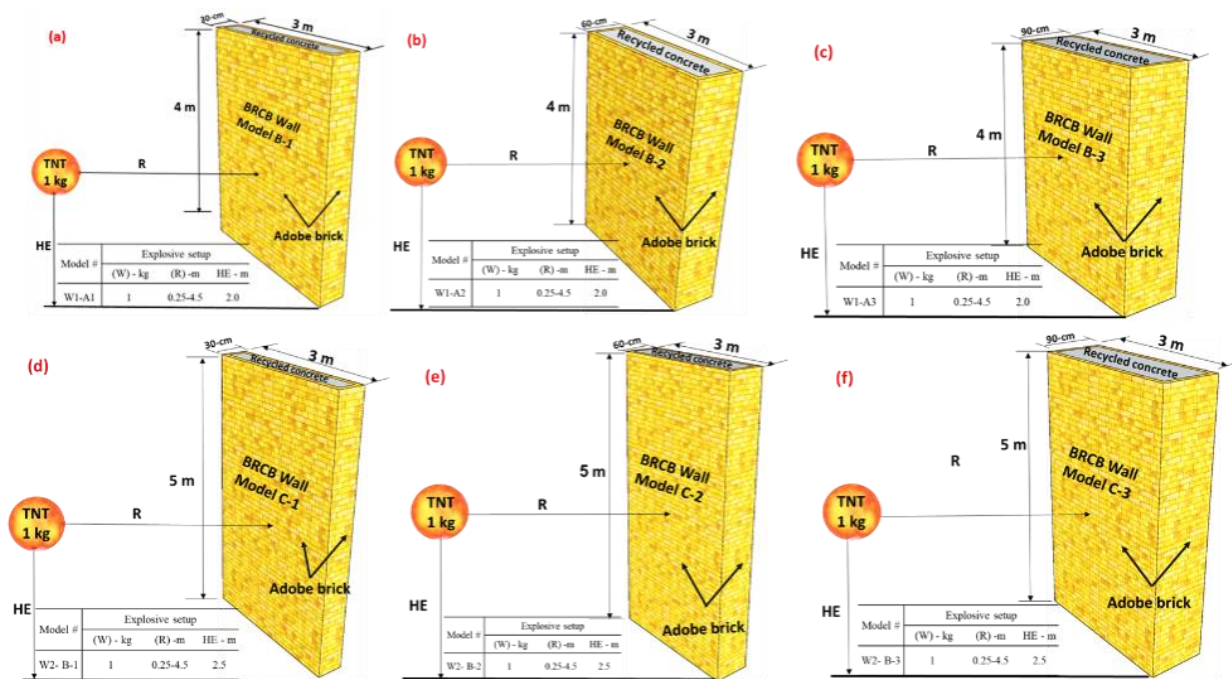 (a)
30-cm
3 m
Recycled concrete
4 m
BRCB Wall
Model B-1
TNT
1 kg
R
HE
Adobe brick
Model # Explosive setup
(W) - kg (R) -m HE - m
W1-A1 1 0.25-4.5 2.0
(b)
60-cm
3 m
Recycled concrete
4 m
BRCB Wall
Model B-2
TNT
1 kg
R
HE
Adobe brick
Model # Explosive setup
(W) - kg (R) -m HE - m
W1-A2 1 0.25-4.5 2.0
(c)
90-cm
3 m
Recycled concrete
4 m
BRCB Wall
Model B-3
TNT
1 kg
R
HE
Adobe brick
Model # Explosive setup
(W) - kg (R) -m HE - m
W1-A3 1 0.25-4.5 2.0
(d)
30-cm
3 m
Recycled concrete
5 m
BRCB Wall
Model C-1
TNT
1 kg
R
HE
Adobe brick
Model # Explosive setup
(W) - kg (R) -m HE - m
W2- B-1 1 0.25-4.5 2.5
(e)
60-cm
3 m
Recycled concrete
5 m
BRCB Wall
Model C-2
TNT
1 kg
R
HE
Adobe brick
Model # Explosive setup
(W) - kg (R) -m HE - m
W2- B-2 1 0.25-4.5 2.5
(f)
90-cm
3 m
Recycled concrete
5 m
BRCB Wall
Model C-3
TNT
1 kg
R
HE
Adobe brick
Model # Explosive setup
(W) - kg (R) -m HE - m
W2- B-3 1 0.25-4.5 2.5